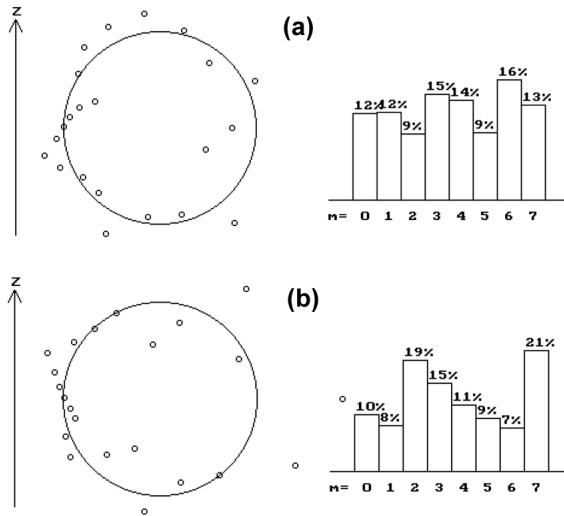 z
(a)
12% 12% 9% 15% 14% 9% 16% 13%
m= 0 1 2 3 4 5 6 7
z
(b)
10% 8% 19% 15% 11% 9% 7% 21%
m= 0 1 2 3 4 5 6 7